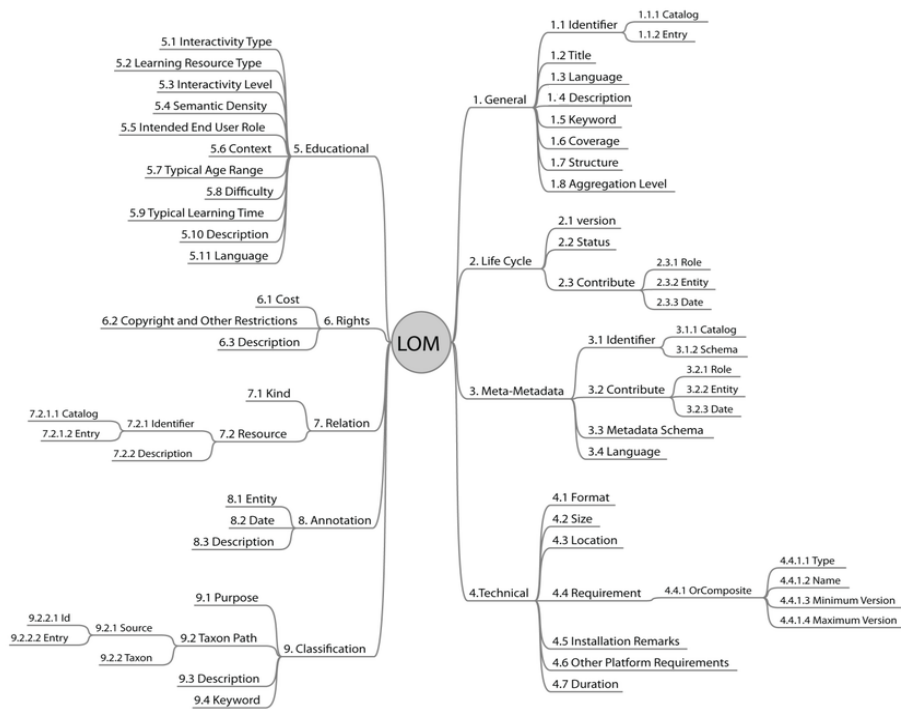 LOM
1. General
1.1 Identifier
1.1.1 Catalog
1.1.2 Entry
1.2 Title
1.3 Language
1. 4 Description
1.5 Keyword
1.6 Coverage
1.7 Structure
1.8 Aggregation Level
2. Life Cycle
2.1 version
2.2 Status
2.3 Contribute
2.3.1 Role
2.3.2 Entity
2.3.3 Date
3. Meta-Metadata
3.1 Identifier
3.1.1 Catalog
3.1.2 Schema
3.2 Contribute
3.2.1 Role
3.2.2 Entity
3.2.3 Date
3.3 Metadata Schema
3.4 Language
4.Technical
4.1 Format
4.2 Size
4.3 Location
4.4 Requirement
4.4.1 OrComposite
4.4.1.1 Type
4.4.1.2 Name
4.4.1.3 Minimum Version
4.4.1.4 Maximum Version
4.5 Installation Remarks
4.6 Other Platform Requirements
4.7 Duration
5. Educational
5.1 Interactivity Type
5.2 Learning Resource Type
5.3 Interactivity Level
5.4 Semantic Density
5.5 Intended End User Role
5.6 Context
5.7 Typical Age Range
5.8 Difficulty
5.9 Typical Learning Time
5.10 Description
5.11 Language
6. Rights
6.1 Cost
6.2 Copyright and Other Restrictions
6.3 Description
7. Relation
7.1 Kind
7.2 Resource
7.2.1 Identifier
7.2.1.1 Catalog
7.2.1.2 Entry
7.2.2 Description
8. Annotation
8.1 Entity
8.2 Date
8.3 Description
9. Classification
9.1 Purpose
9.2 Taxon Path
9.2.1 Source
9.2.2.1 Id
9.2.2.2 Entry
9.2.2 Taxon
9.3 Description
9.4 Keyword